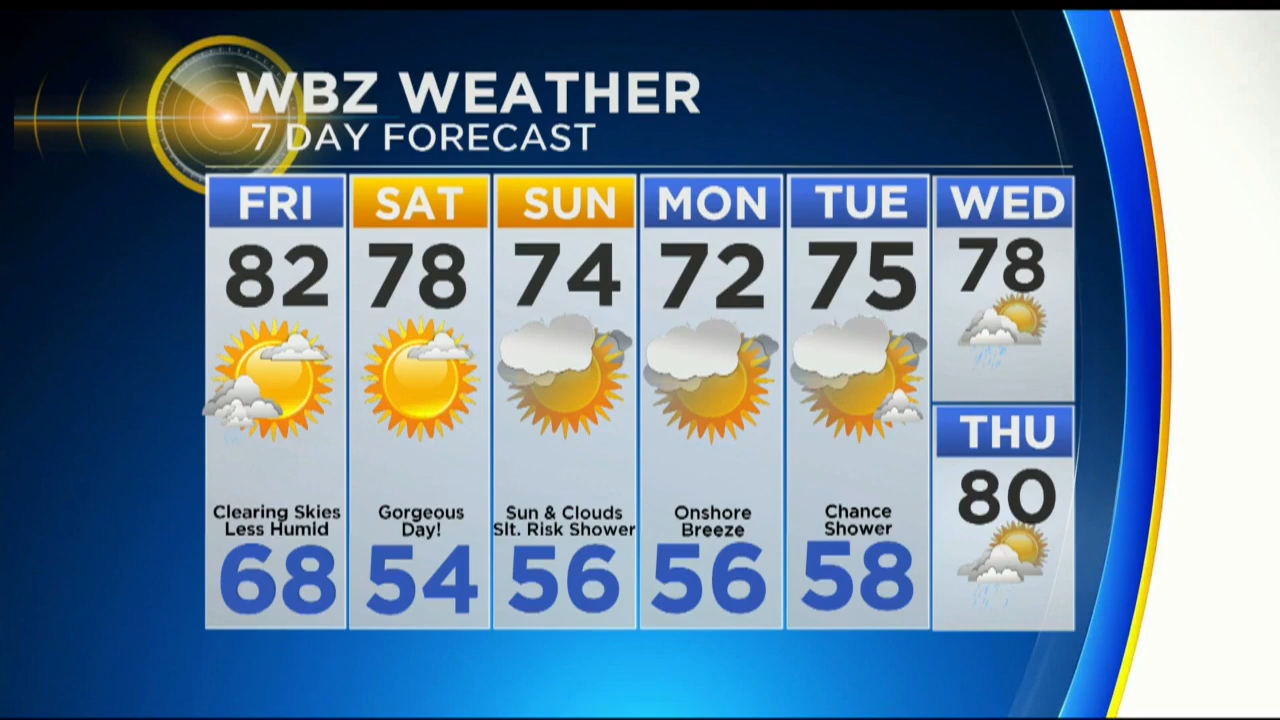 WBZ WEATHER
7 DAY FORECAST
FRI
82
Clearing Skies
Less Humid
68
SAT
78
Gorgeous
Day!
54
SUN
74
Sun & Clouds
Slt. Risk Shower
56
MON
72
Onshore
Breeze
56
TUE
75
Chance
Shower
58
WED
78
THU
80